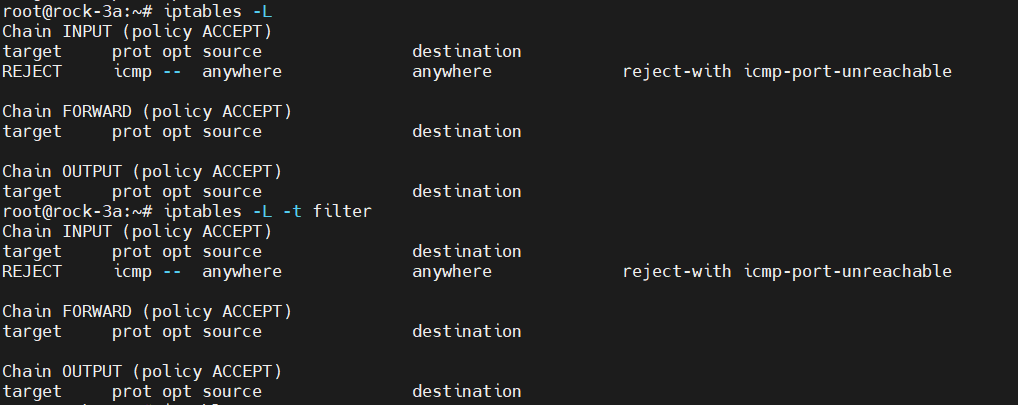 root@rock-3a:~# iptables -L
Chain INPUT (policy ACCEPT)
target     prot opt source               destination
REJECT     icmp --  anywhere             anywhere             reject-with icmp-port-unreachable

Chain FORWARD (policy ACCEPT)
target     prot opt source               destination

Chain OUTPUT (policy ACCEPT)
target     prot opt source               destination
root@rock-3a:~# iptables -L -t filter
Chain INPUT (policy ACCEPT)
target     prot opt source               destination
REJECT     icmp --  anywhere             anywhere             reject-with icmp-port-unreachable

Chain FORWARD (policy ACCEPT)
target     prot opt source               destination

Chain OUTPUT (policy ACCEPT)
target     prot opt source               destination